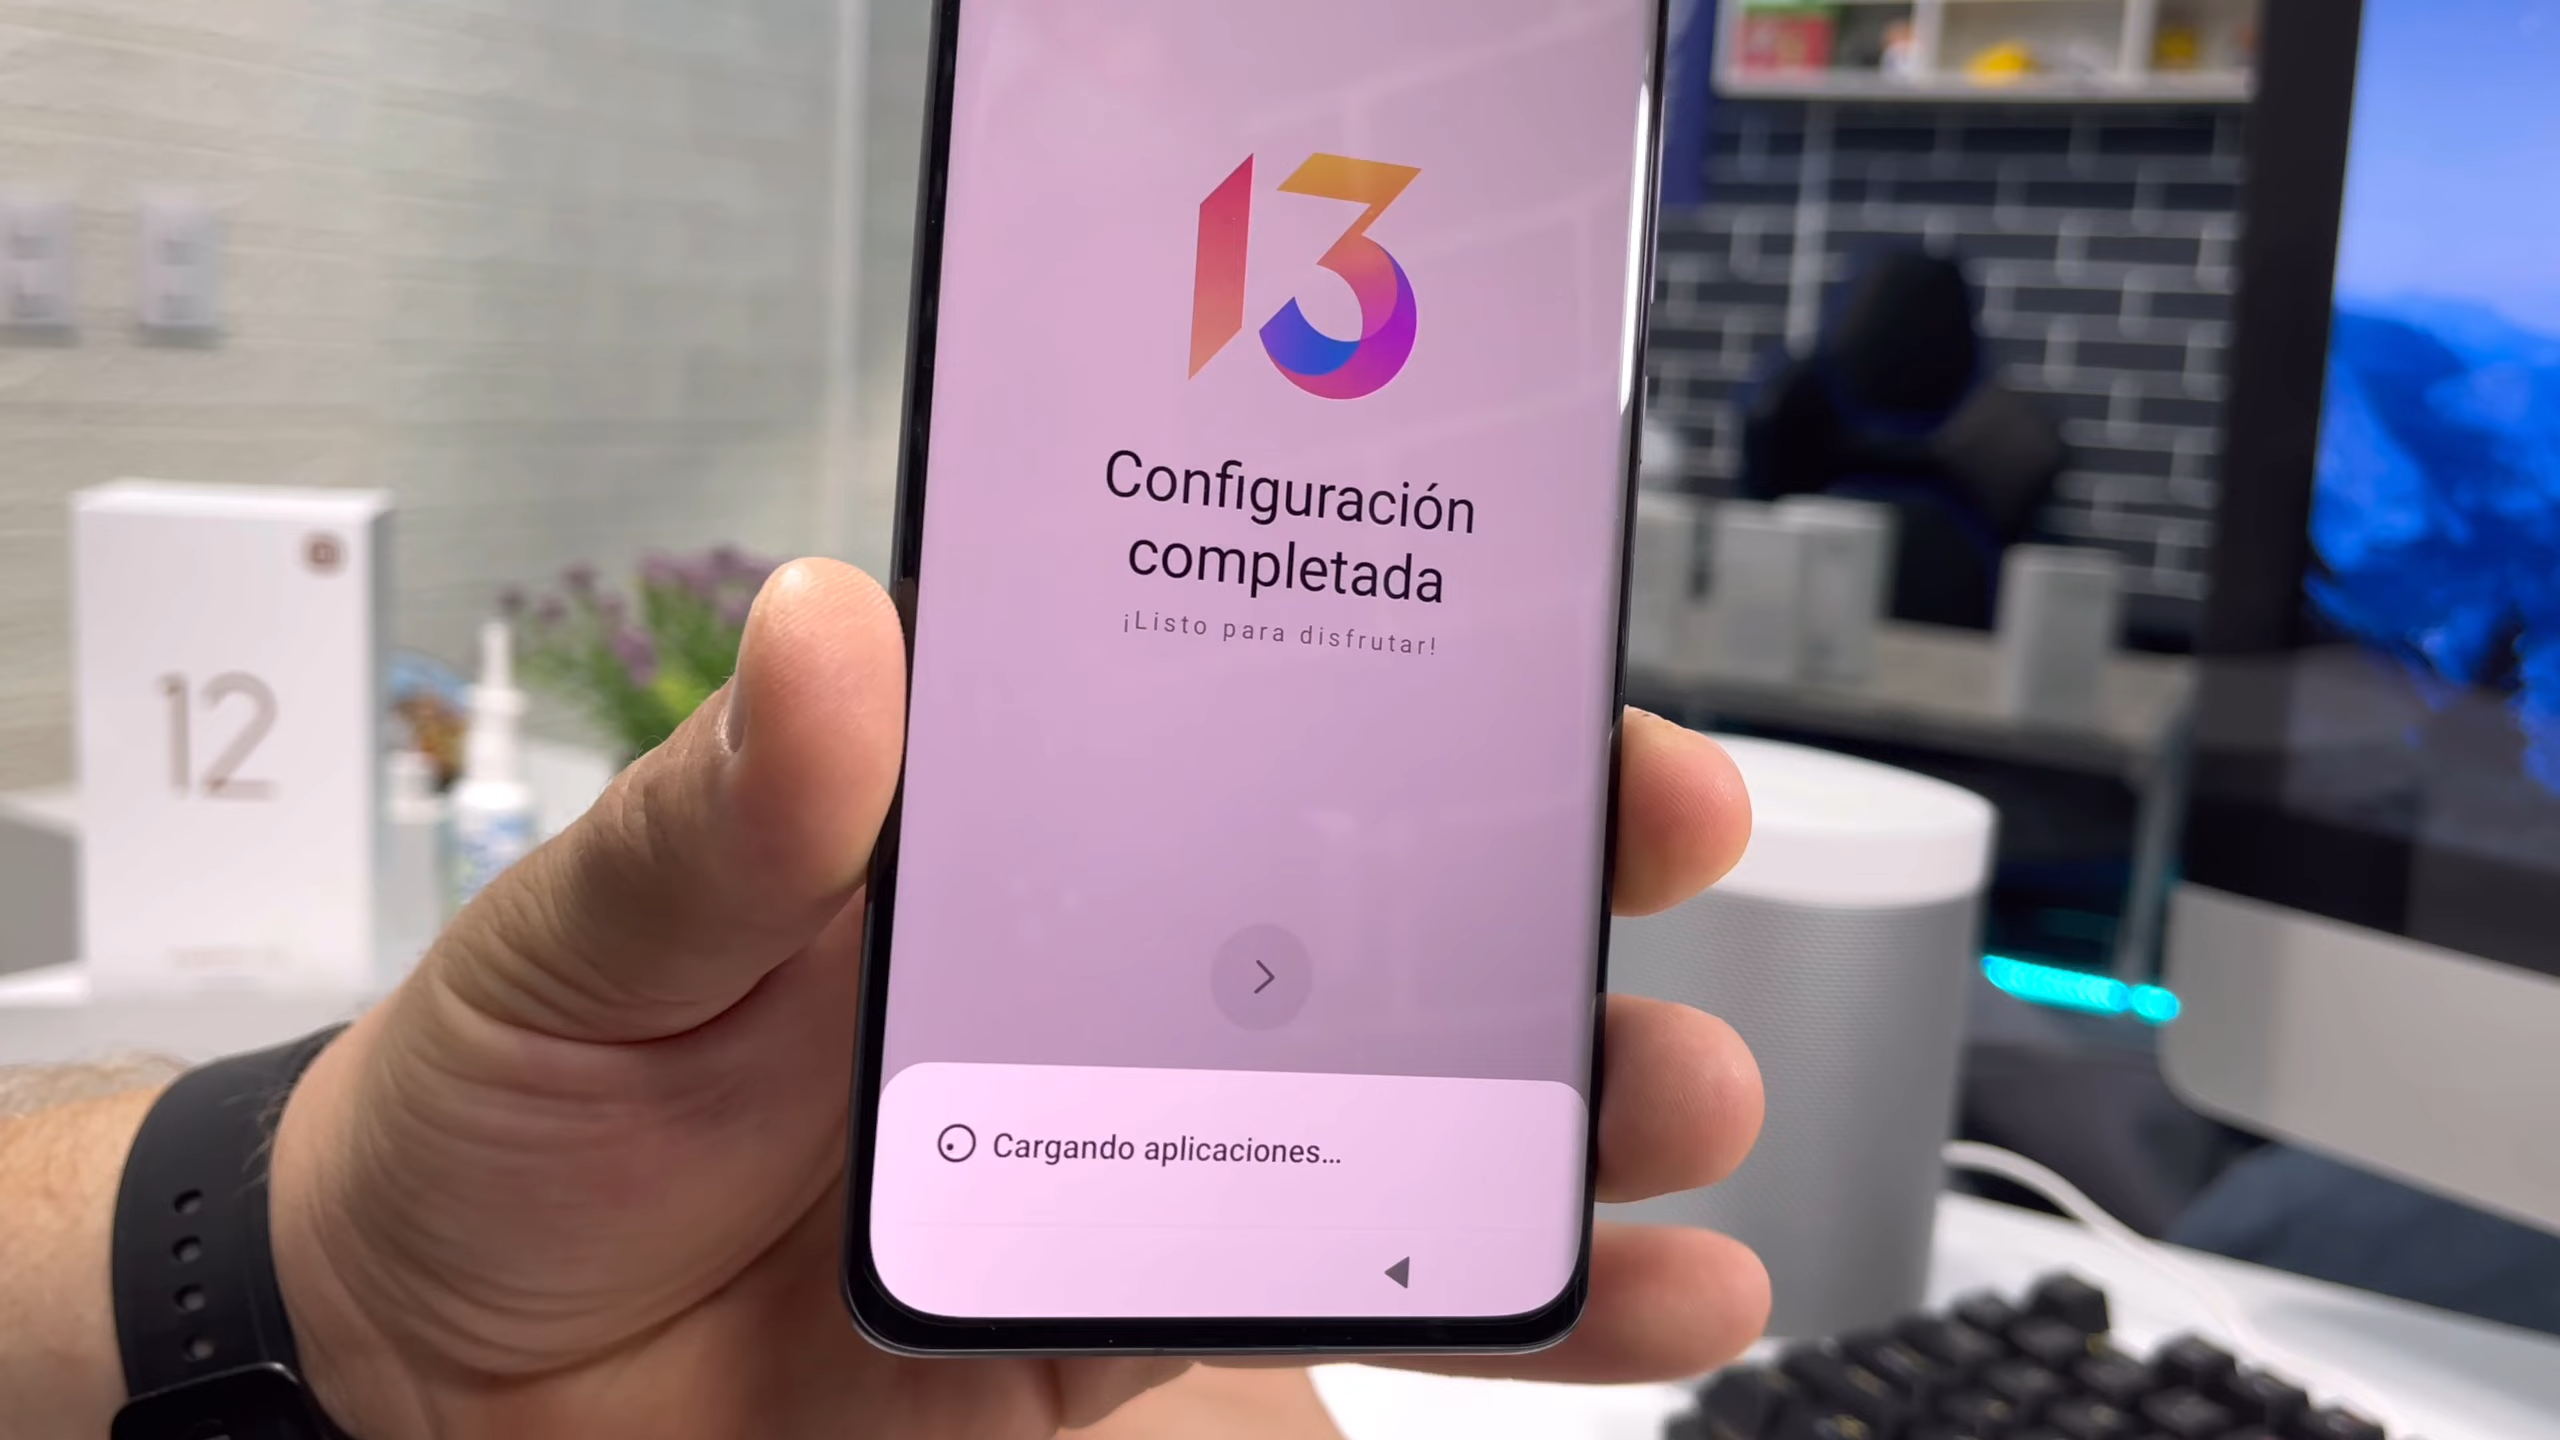 13
Configuración
completada
¡Listo para disfrutar!
Cargando aplicaciones...
12